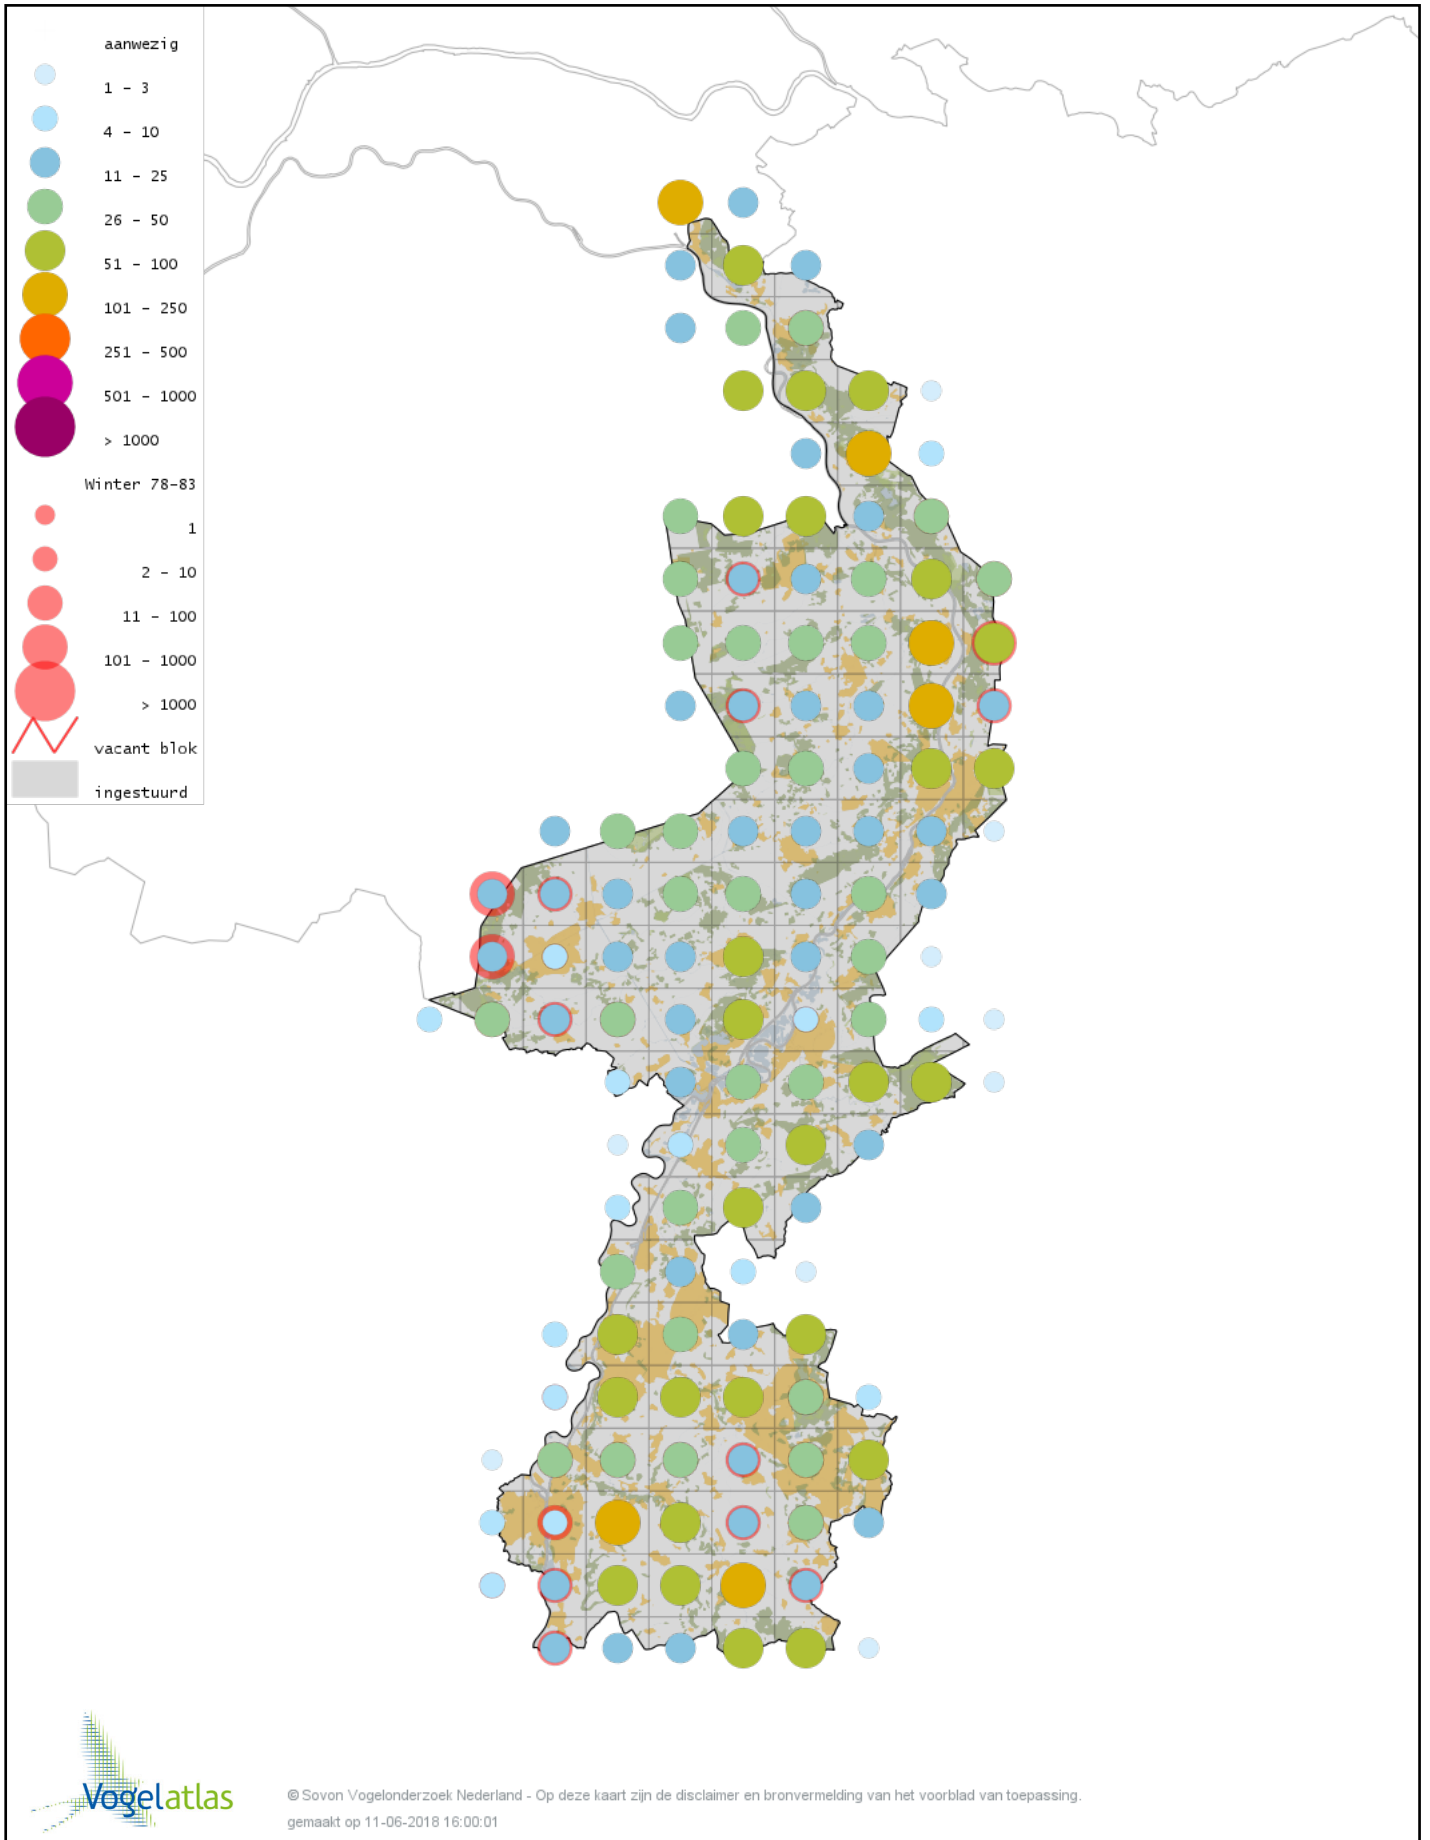 aanwezig
1 - 3
4 - 10
11 - 25
26 - 50
51 - 100
101 - 250
251 - 500
501 - 1000
> 1000
Winter 78-83
1
2 - 10
11 - 100
101 - 1000
> 1000
vacant blok
ingestuurd
Vogelatlas
© Sovon Vogelonderzoek Nederland - Op deze kaart zijn de disclaimer en bronvermelding van het voorblad van toepassing.
gemaakt op 11-06-2018 16:00:01